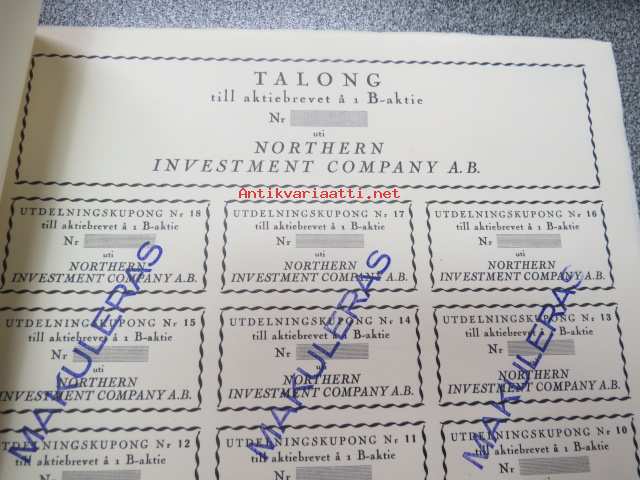 TALONG
till aktiebrevet å 1 B-aktie
Nr
uti
NORTHERN
INVESTMENT COMPANY A.B.
Antikvariaatti.net
UTDELNINGSKUPONG Nr 18
till aktiebrevet å 1 B-aktie
Nr
uti
NORTHERN
INVESTMENT COMPANY A.B.
UTDELNINGSKUPONG Nr 17
till aktiebrevet å 1 B-aktie
Nr
uti
NORTHERN
INVESTMENT COMPANY A.B.
UTDELNINGSKUPONG Nr 16
till aktiebrevet å 1 B-aktie
Nr
uti
NORTHERN
INVESTMENT COMPANY A.B.
UTDELNINGSKUPONG Nr 15
till aktiebrevet å 1 B-aktie
Nr
uti
NORTHERN
INVESTMENT COMPANY A.B.
UTDELNINGSKUPONG Nr 14
till aktiebrevet å 1 B-aktie
Nr
uti
NORTHERN
INVESTMENT COMPANY A.B.
UTDELNINGSKUPONG Nr 13
till aktiebrevet å 1 B-aktie
Nr
uti
NORTHERN
INVESTMENT COMPANY A.B.
UTDELNINGSKUPONG Nr 12
till aktiebrevet å 1 B-aktie
Nr
UTDELNINGSKUPONG Nr 11
till aktiebrevet å 1 B-aktie
Nr
UTDELNINGSKUPONG Nr 10
till aktiebrevet å 1 B-aktie
Nr
MAKULERAS
MAKULERAS
MAKULERAS